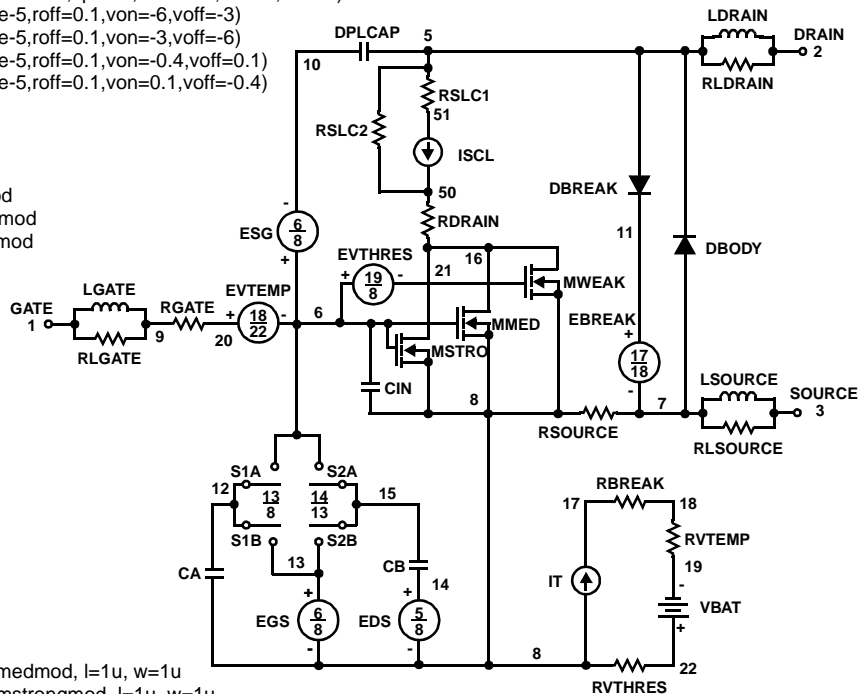 e-5,roff=0.1,von=-6,voff=-3)
e-5,roff=0.1,von=-3,voff=-6)
e-5,roff=0.1,von=-0.4,voff=0.1)
e-5,roff=0.1,von=0.1,voff=-0.4)
mod
mod
medmod, l=1u, w=1u
LDRAIN
DPLCAP
5
DRAIN
2
10
RLDRAIN
RSLC1
51
RSLC2
ISCL
50
DBREAK
RDRAIN
ESG
6
8
-
+
11
DBODY
EVTHRES
16
21
+
19
8
-
MWEAK
LGATE
EVTEMP
GATE
1
RGATE
+
18
22
-
6
MMED
EBREAK
+
17
18
-
9
20
RLGATE
MSTRO
CIN
LSOURCE
8
7
SOURCE
3
RSOURCE
RLSOURCE
S1A
S2A
12
13
8
14
13
15
RBREAK
17
18
S1B
S2B
RVTEMP
13
CB
19
CA
14
IT
-
VBAT
+
+
EGS
6
8
-
+
EDS
5
8
-
8
22
RVTHRES